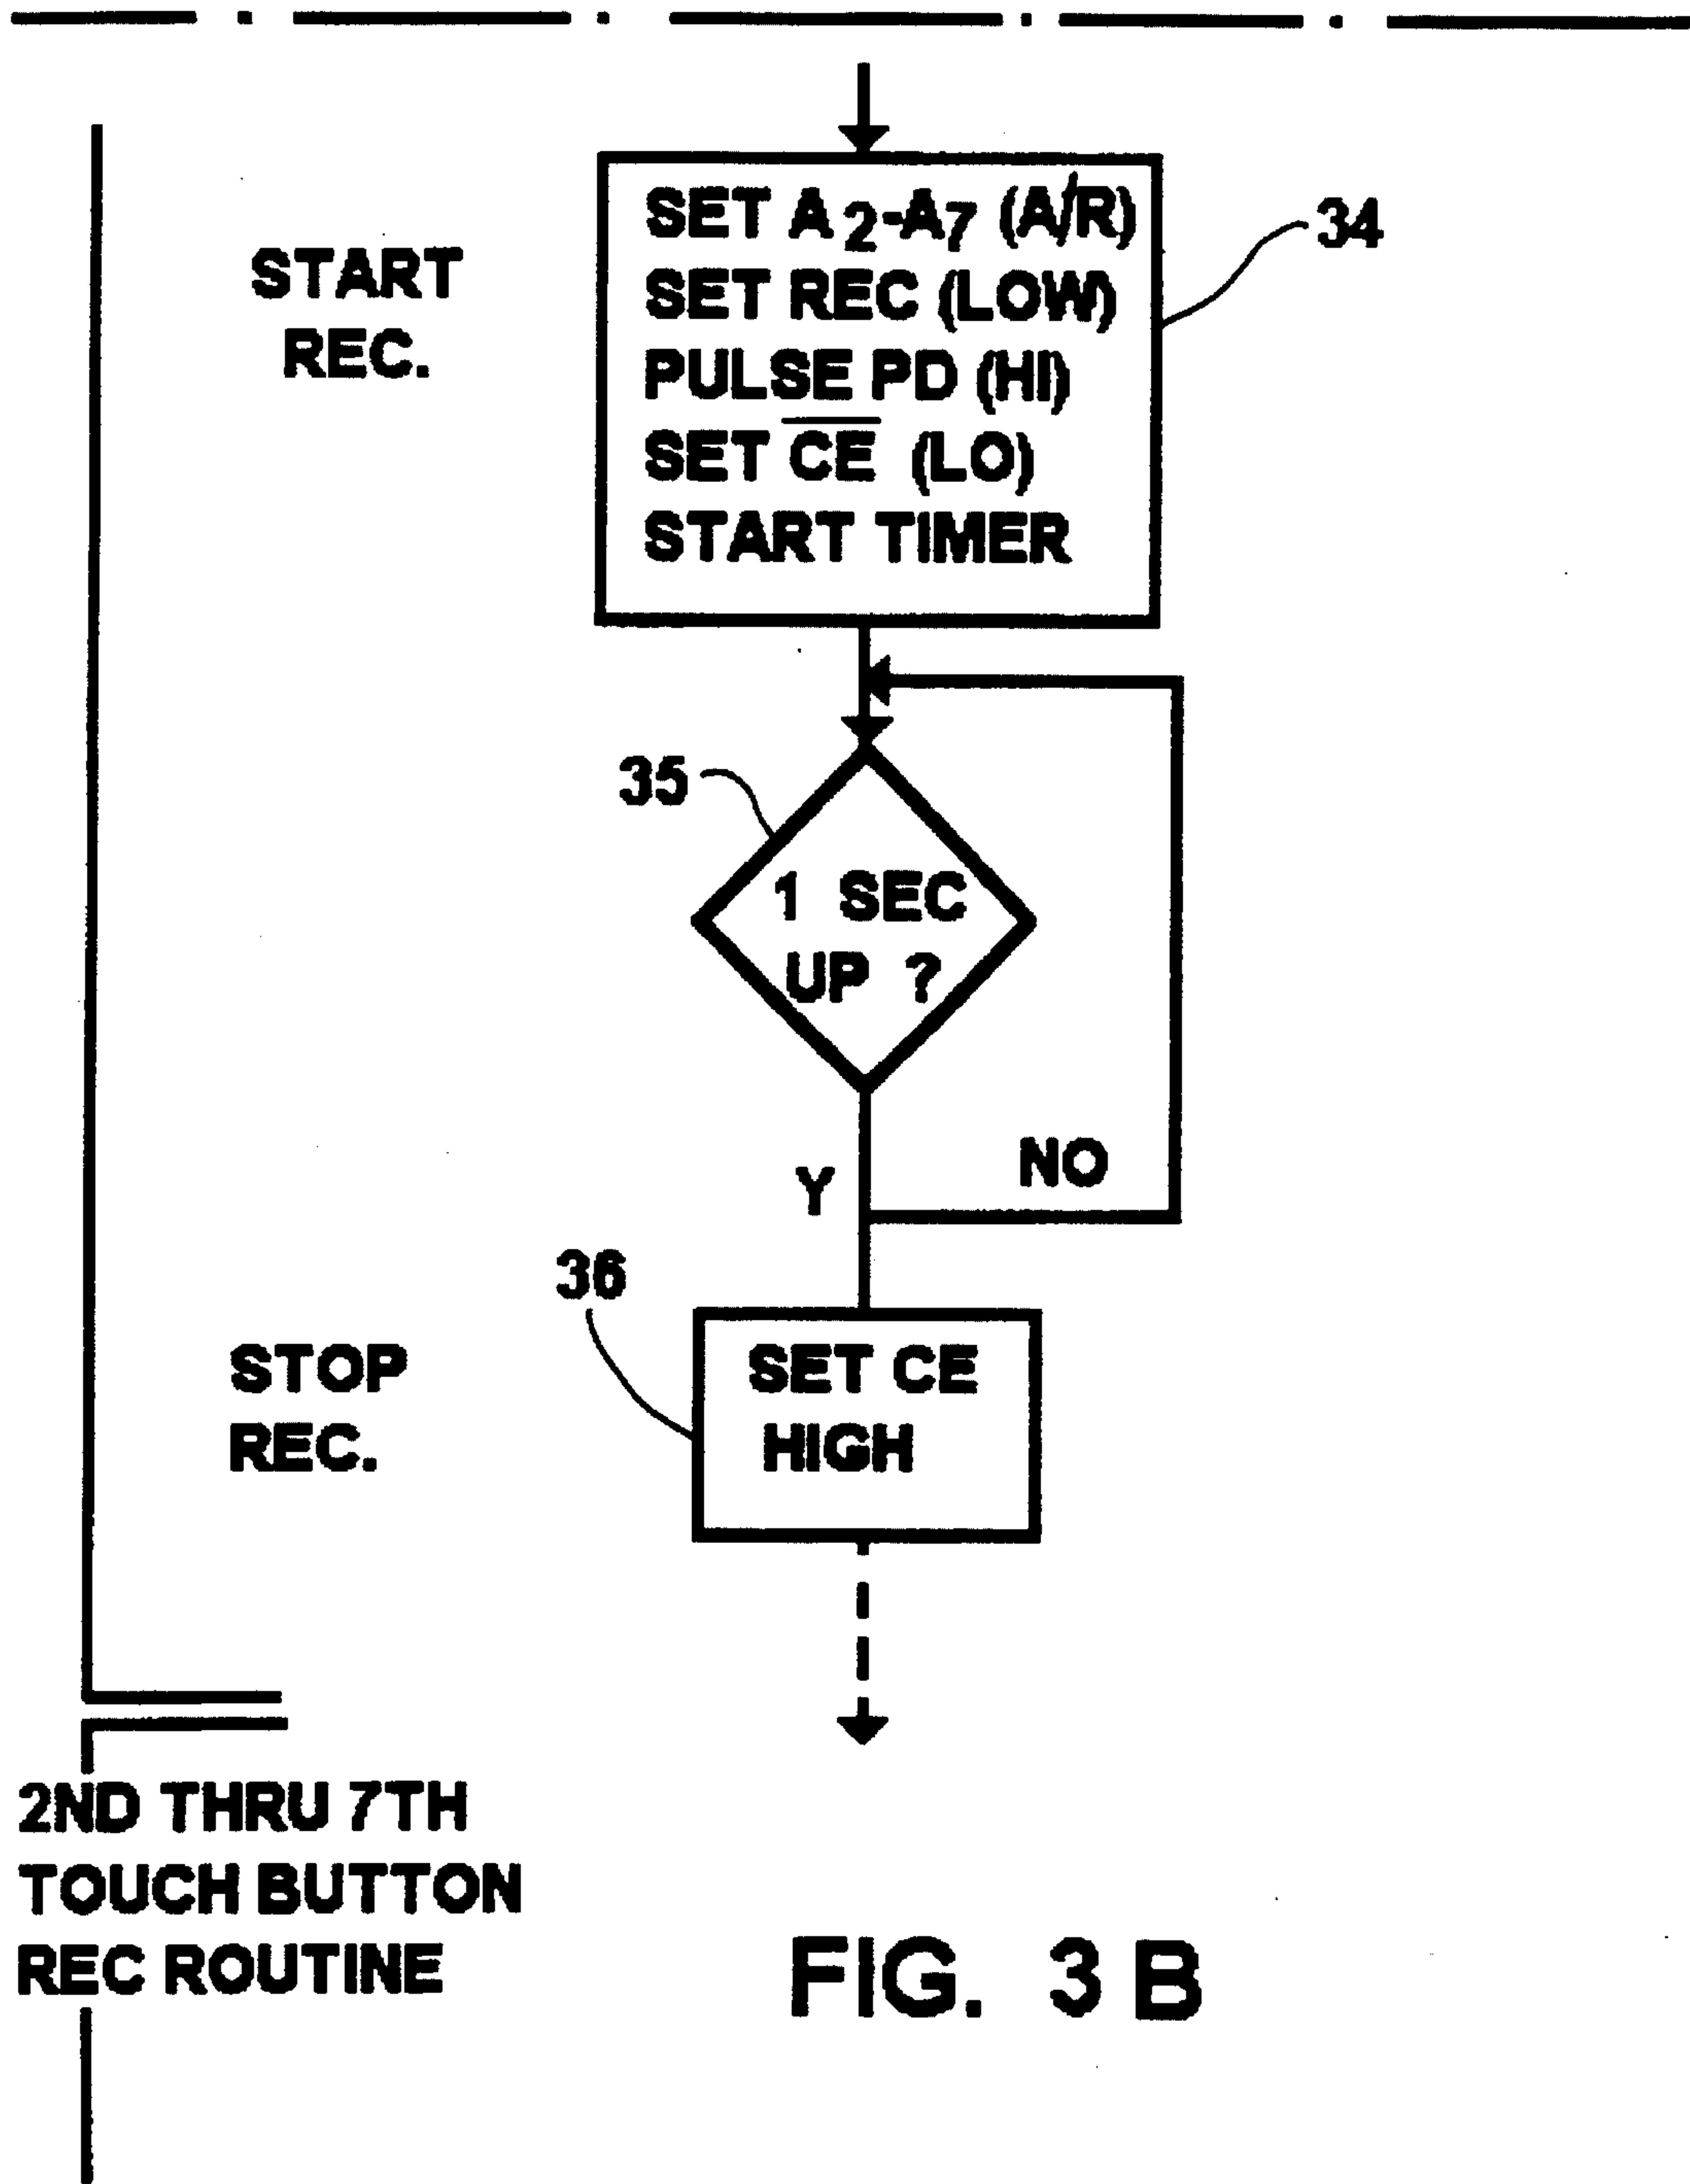 START
REC.
SET A2-A7 (A/R)
SET REC (LOW)
PULSE PD (HI)
SET C̅E̅ (LO)
START TIMER
34
35
1 SEC
UP ?
Y
NO
36
STOP
REC.
SET CE
HIGH
2ND THRU 7TH
TOUCH BUTTON
REC ROUTINE
FIG. 3 B